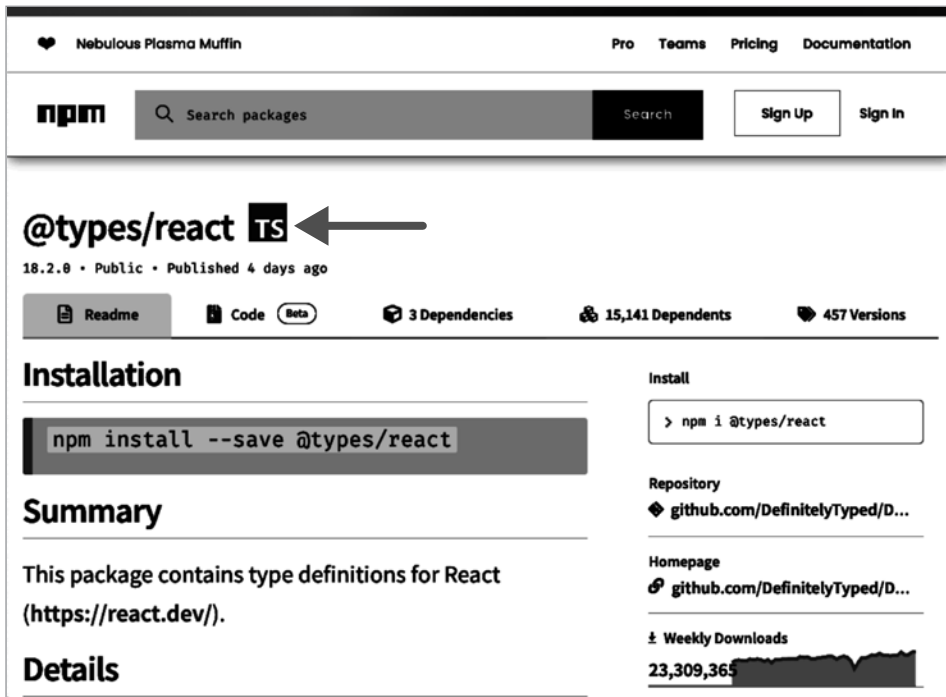 ❤ Nebulous Plasma Muffin
Pro Teams Pricing Documentation
npm
Search packages
Search
Sign Up
Sign In
@types/react TS
18.2.0 • Public • Published 4 days ago
Readme
Code Beta
3 Dependencies
15,141 Dependents
457 Versions
Installation
npm install --save @types/react
Summary
This package contains type definitions for React
(https://react.dev/).
Details
Install
> npm i @types/react
Repository
github.com/DefinitelyTyped/D...
Homepage
github.com/DefinitelyTyped/D...
Weekly Downloads
23,309,365